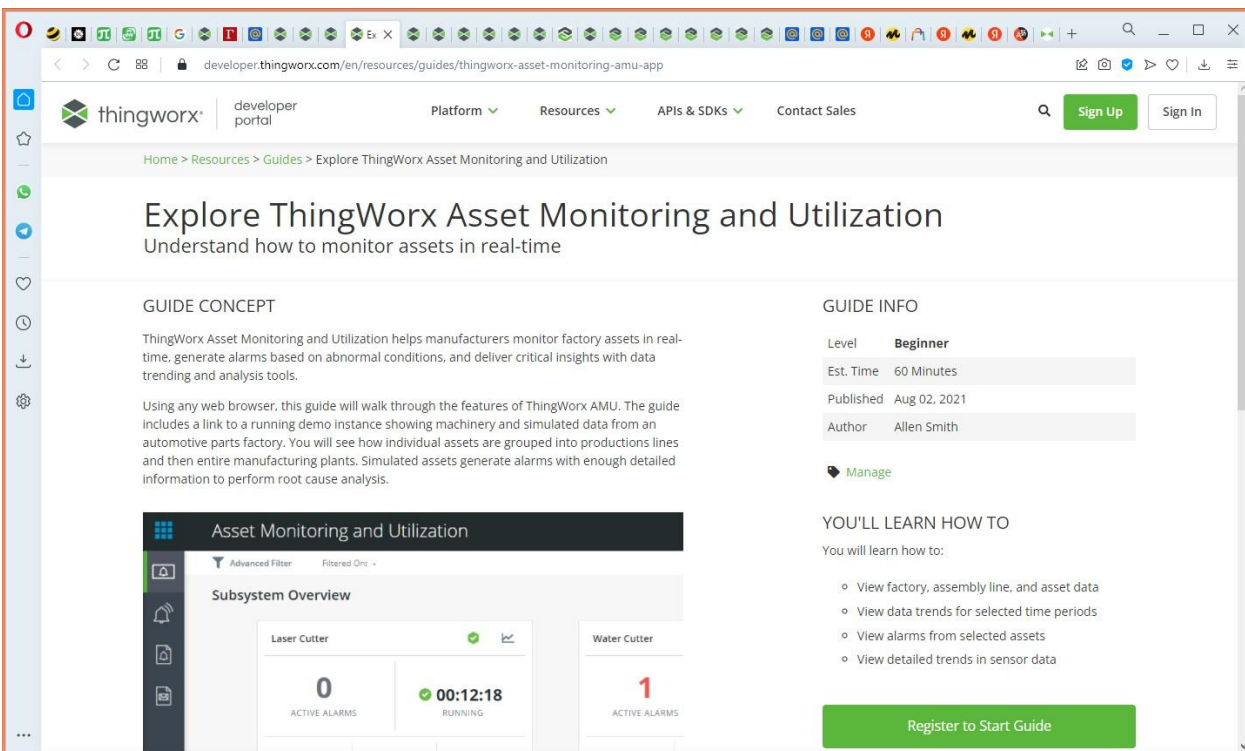 Ex
developer.thingworx.com/en/resources/guides/thingworx-asset-monitoring-amu-app
thingworx
developer
portal
Platform
Resources
APIs & SDKs
Contact Sales
Sign Up
Sign In
Home > Resources > Guides > Explore ThingWorx Asset Monitoring and Utilization
Explore ThingWorx Asset Monitoring and Utilization
Understand how to monitor assets in real-time
GUIDE CONCEPT
ThingWorx Asset Monitoring and Utilization helps manufacturers monitor factory assets in real-
time, generate alarms based on abnormal conditions, and deliver critical insights with data
trending and analysis tools.
Using any web browser, this guide will walk through the features of ThingWorx AMU. The guide
includes a link to a running demo instance showing machinery and simulated data from an
automotive parts factory. You will see how individual assets are grouped into productions lines
and then entire manufacturing plants. Simulated assets generate alarms with enough detailed
information to perform root cause analysis.
Asset Monitoring and Utilization
Advanced Filter
Filtered On: -
Subsystem Overview
Laser Cutter
0
ACTIVE ALARMS
00:12:18
RUNNING
Water Cutter
1
ACTIVE ALARMS
GUIDE INFO
Level Beginner
Est. Time 60 Minutes
Published Aug 02, 2021
Author Allen Smith
Manage
YOU'LL LEARN HOW TO
You will learn how to:
View factory, assembly line, and asset data
View data trends for selected time periods
View alarms from selected assets
View detailed trends in sensor data
Register to Start Guide